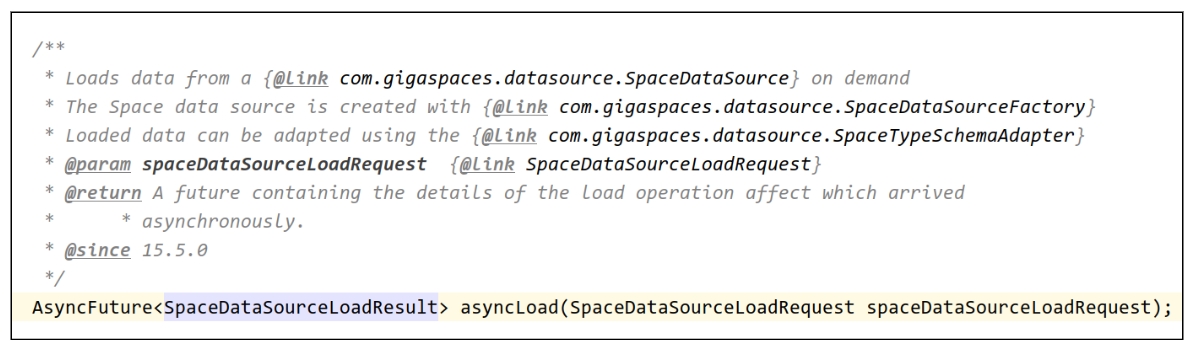 /**
* Loads data from a {@link com.gigaspaces.datasource.SpaceDataSource} on demand
* The Space data source is created with {@link com.gigaspaces.datasource.SpaceDataSourceFactory}
* Loaded data can be adapted using the {@link com.gigaspaces.datasource.SpaceTypeSchemaAdapter}
* @param spaceDataSourceLoadRequest  {@link SpaceDataSourceLoadRequest}
* @return A future containing the details of the load operation affect which arrived
*      * asynchronously.
* @since 15.5.0
*/
AsyncFuture<SpaceDataSourceLoadResult> asyncLoad(SpaceDataSourceLoadRequest spaceDataSourceLoadRequest);